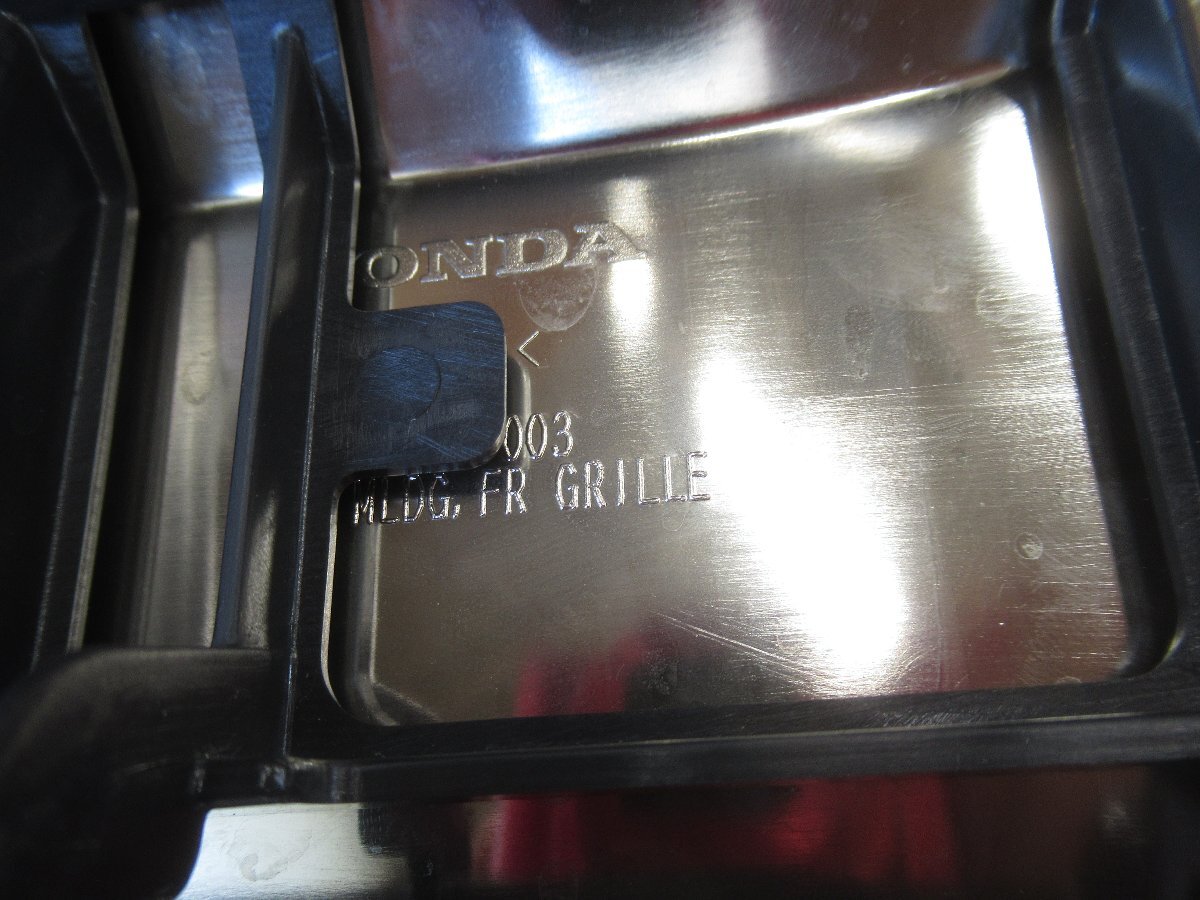 ONDA
<
003
MLDG, FR GRILLE